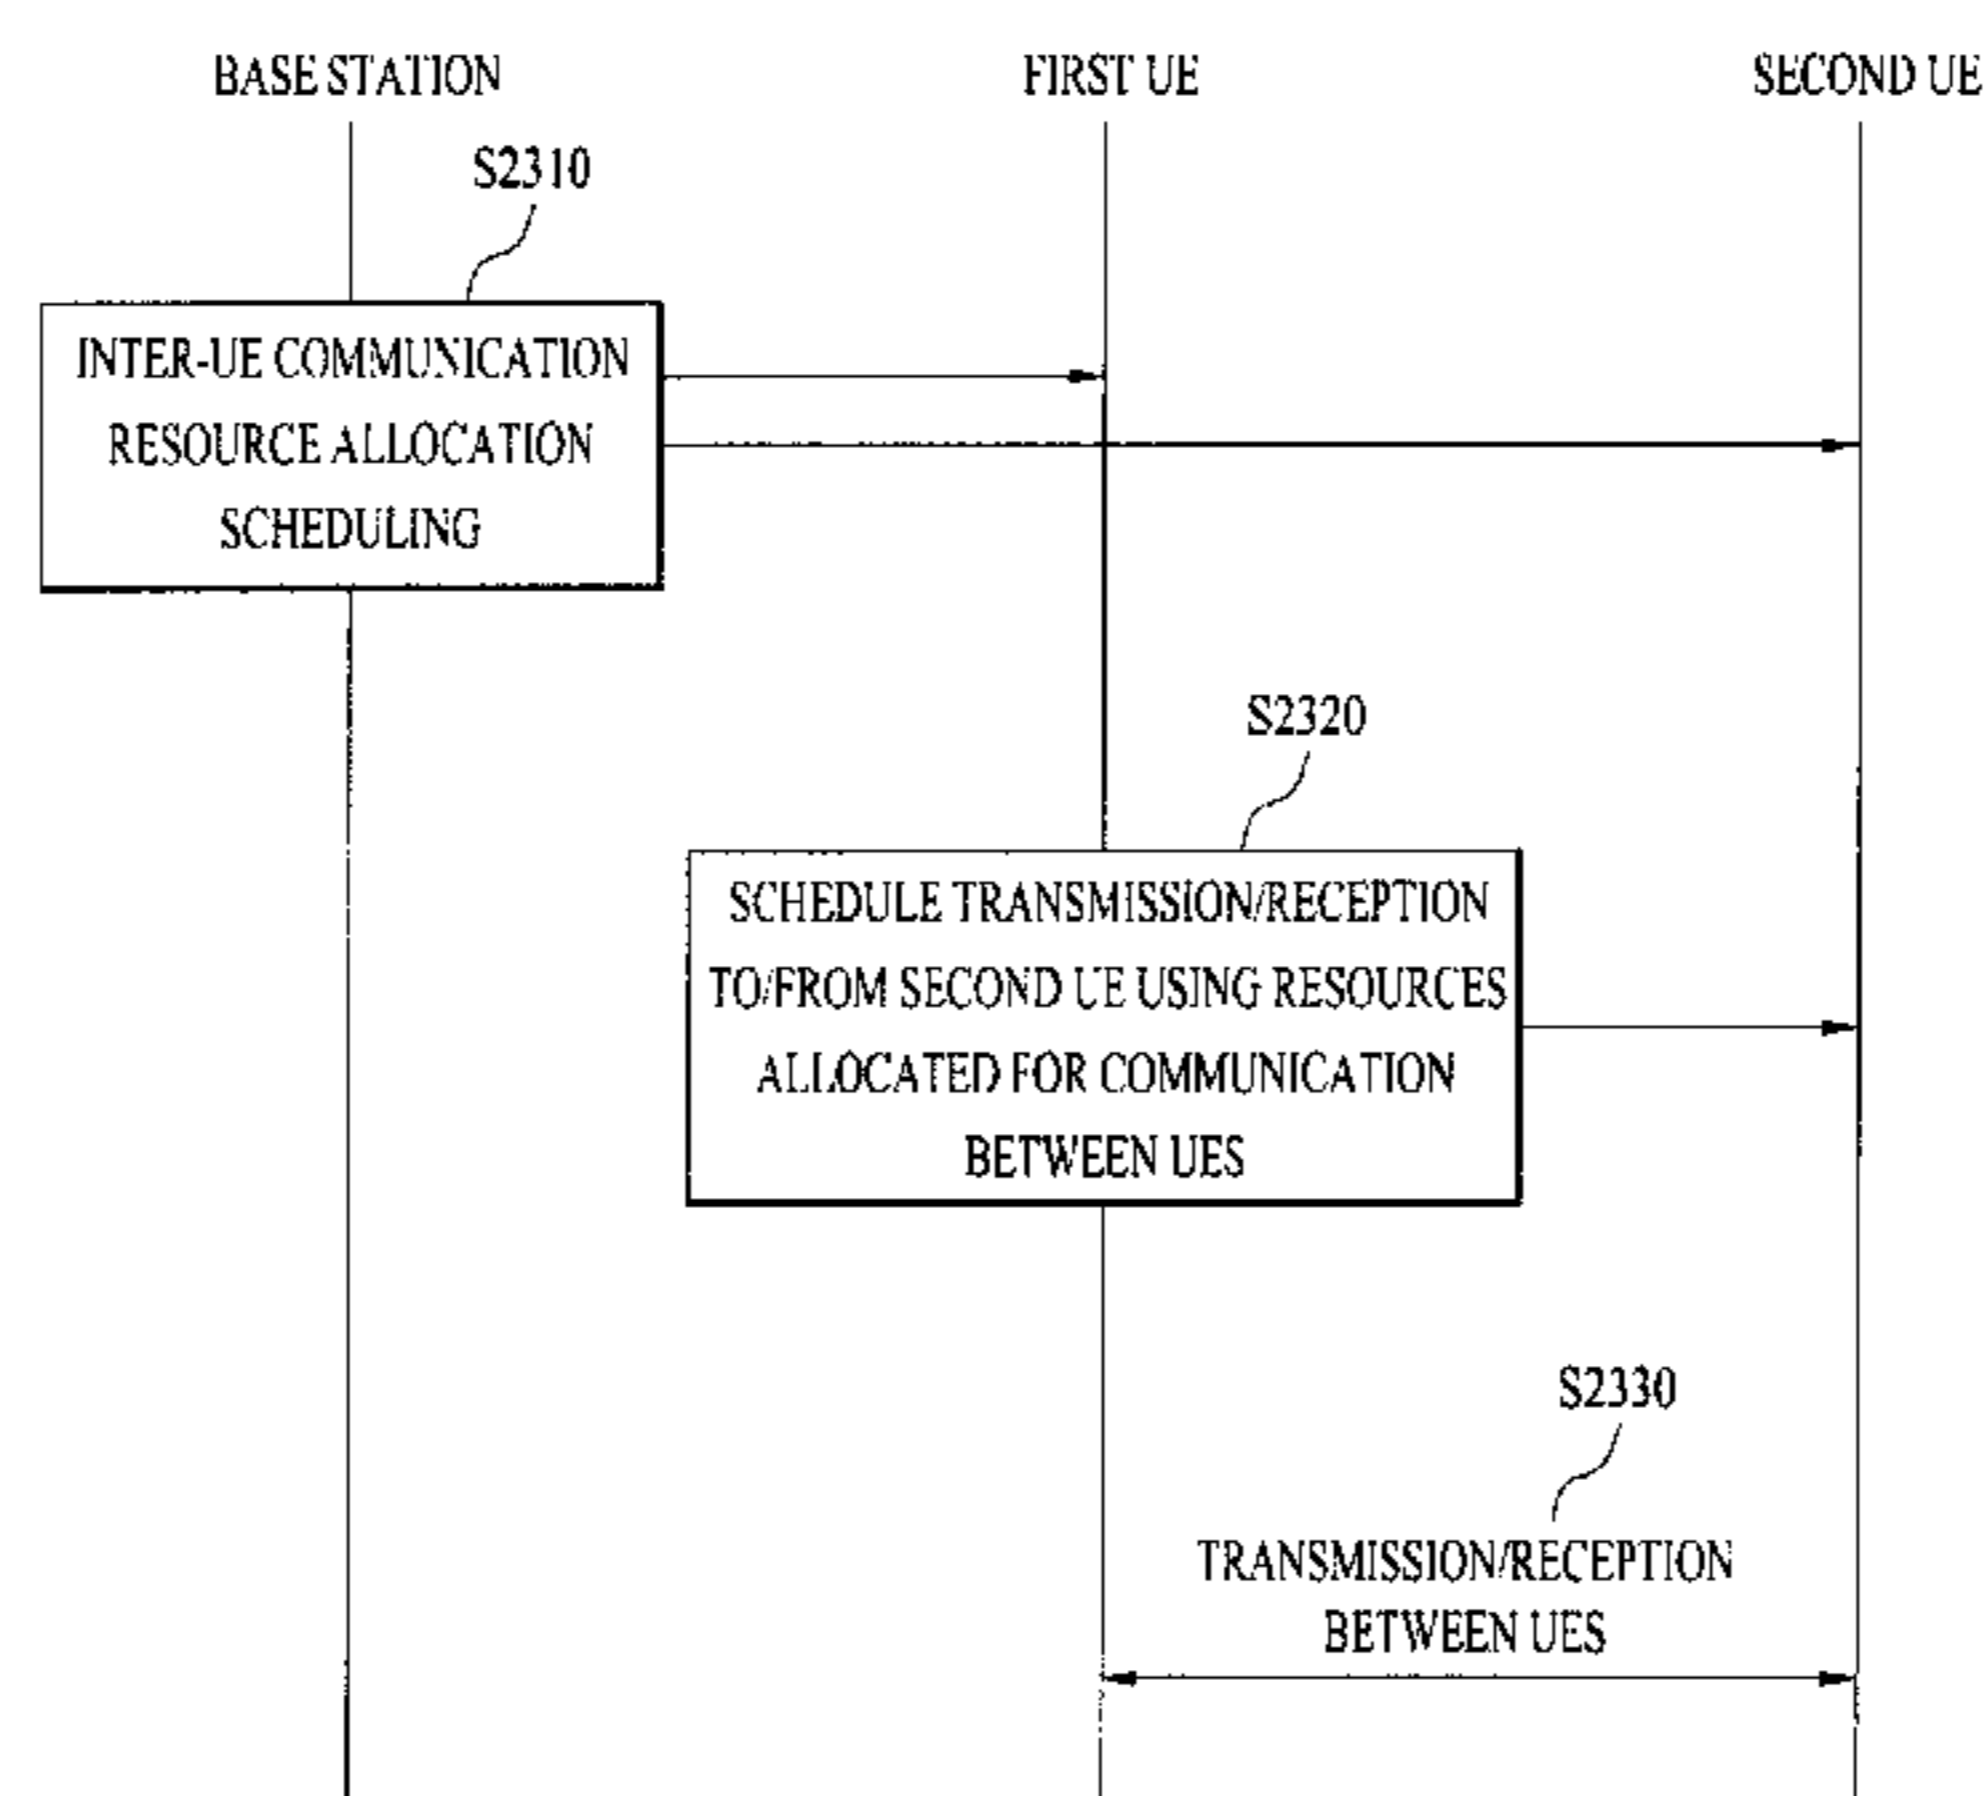 BASE STATION
FIRST UE
SECOND UE
S2310
INTER-UE COMMUNICATION
RESOURCE ALLOCATION
SCHEDULING
S2320
SCHEDULE TRANSMISSION/RECEPTION
TO/FROM SECOND UE USING RESOURCES
ALLOCATED FOR COMMUNICATION
BETWEEN UES
S2330
TRANSMISSION/RECEPTION
BETWEEN UES